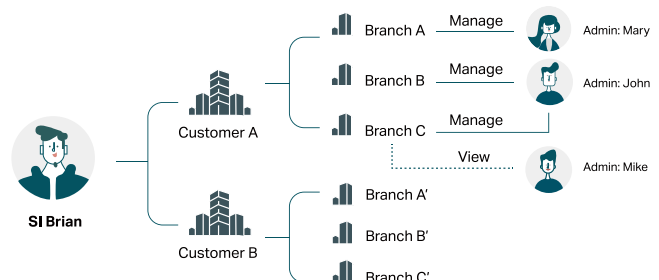 Branch A
Manage
Admin: Mary
Branch B
Manage
Admin: John
Customer A
Branch C
Manage
View
Admin: Mike
SI Brian
Branch A'
Customer B
Branch B'
Branch C'